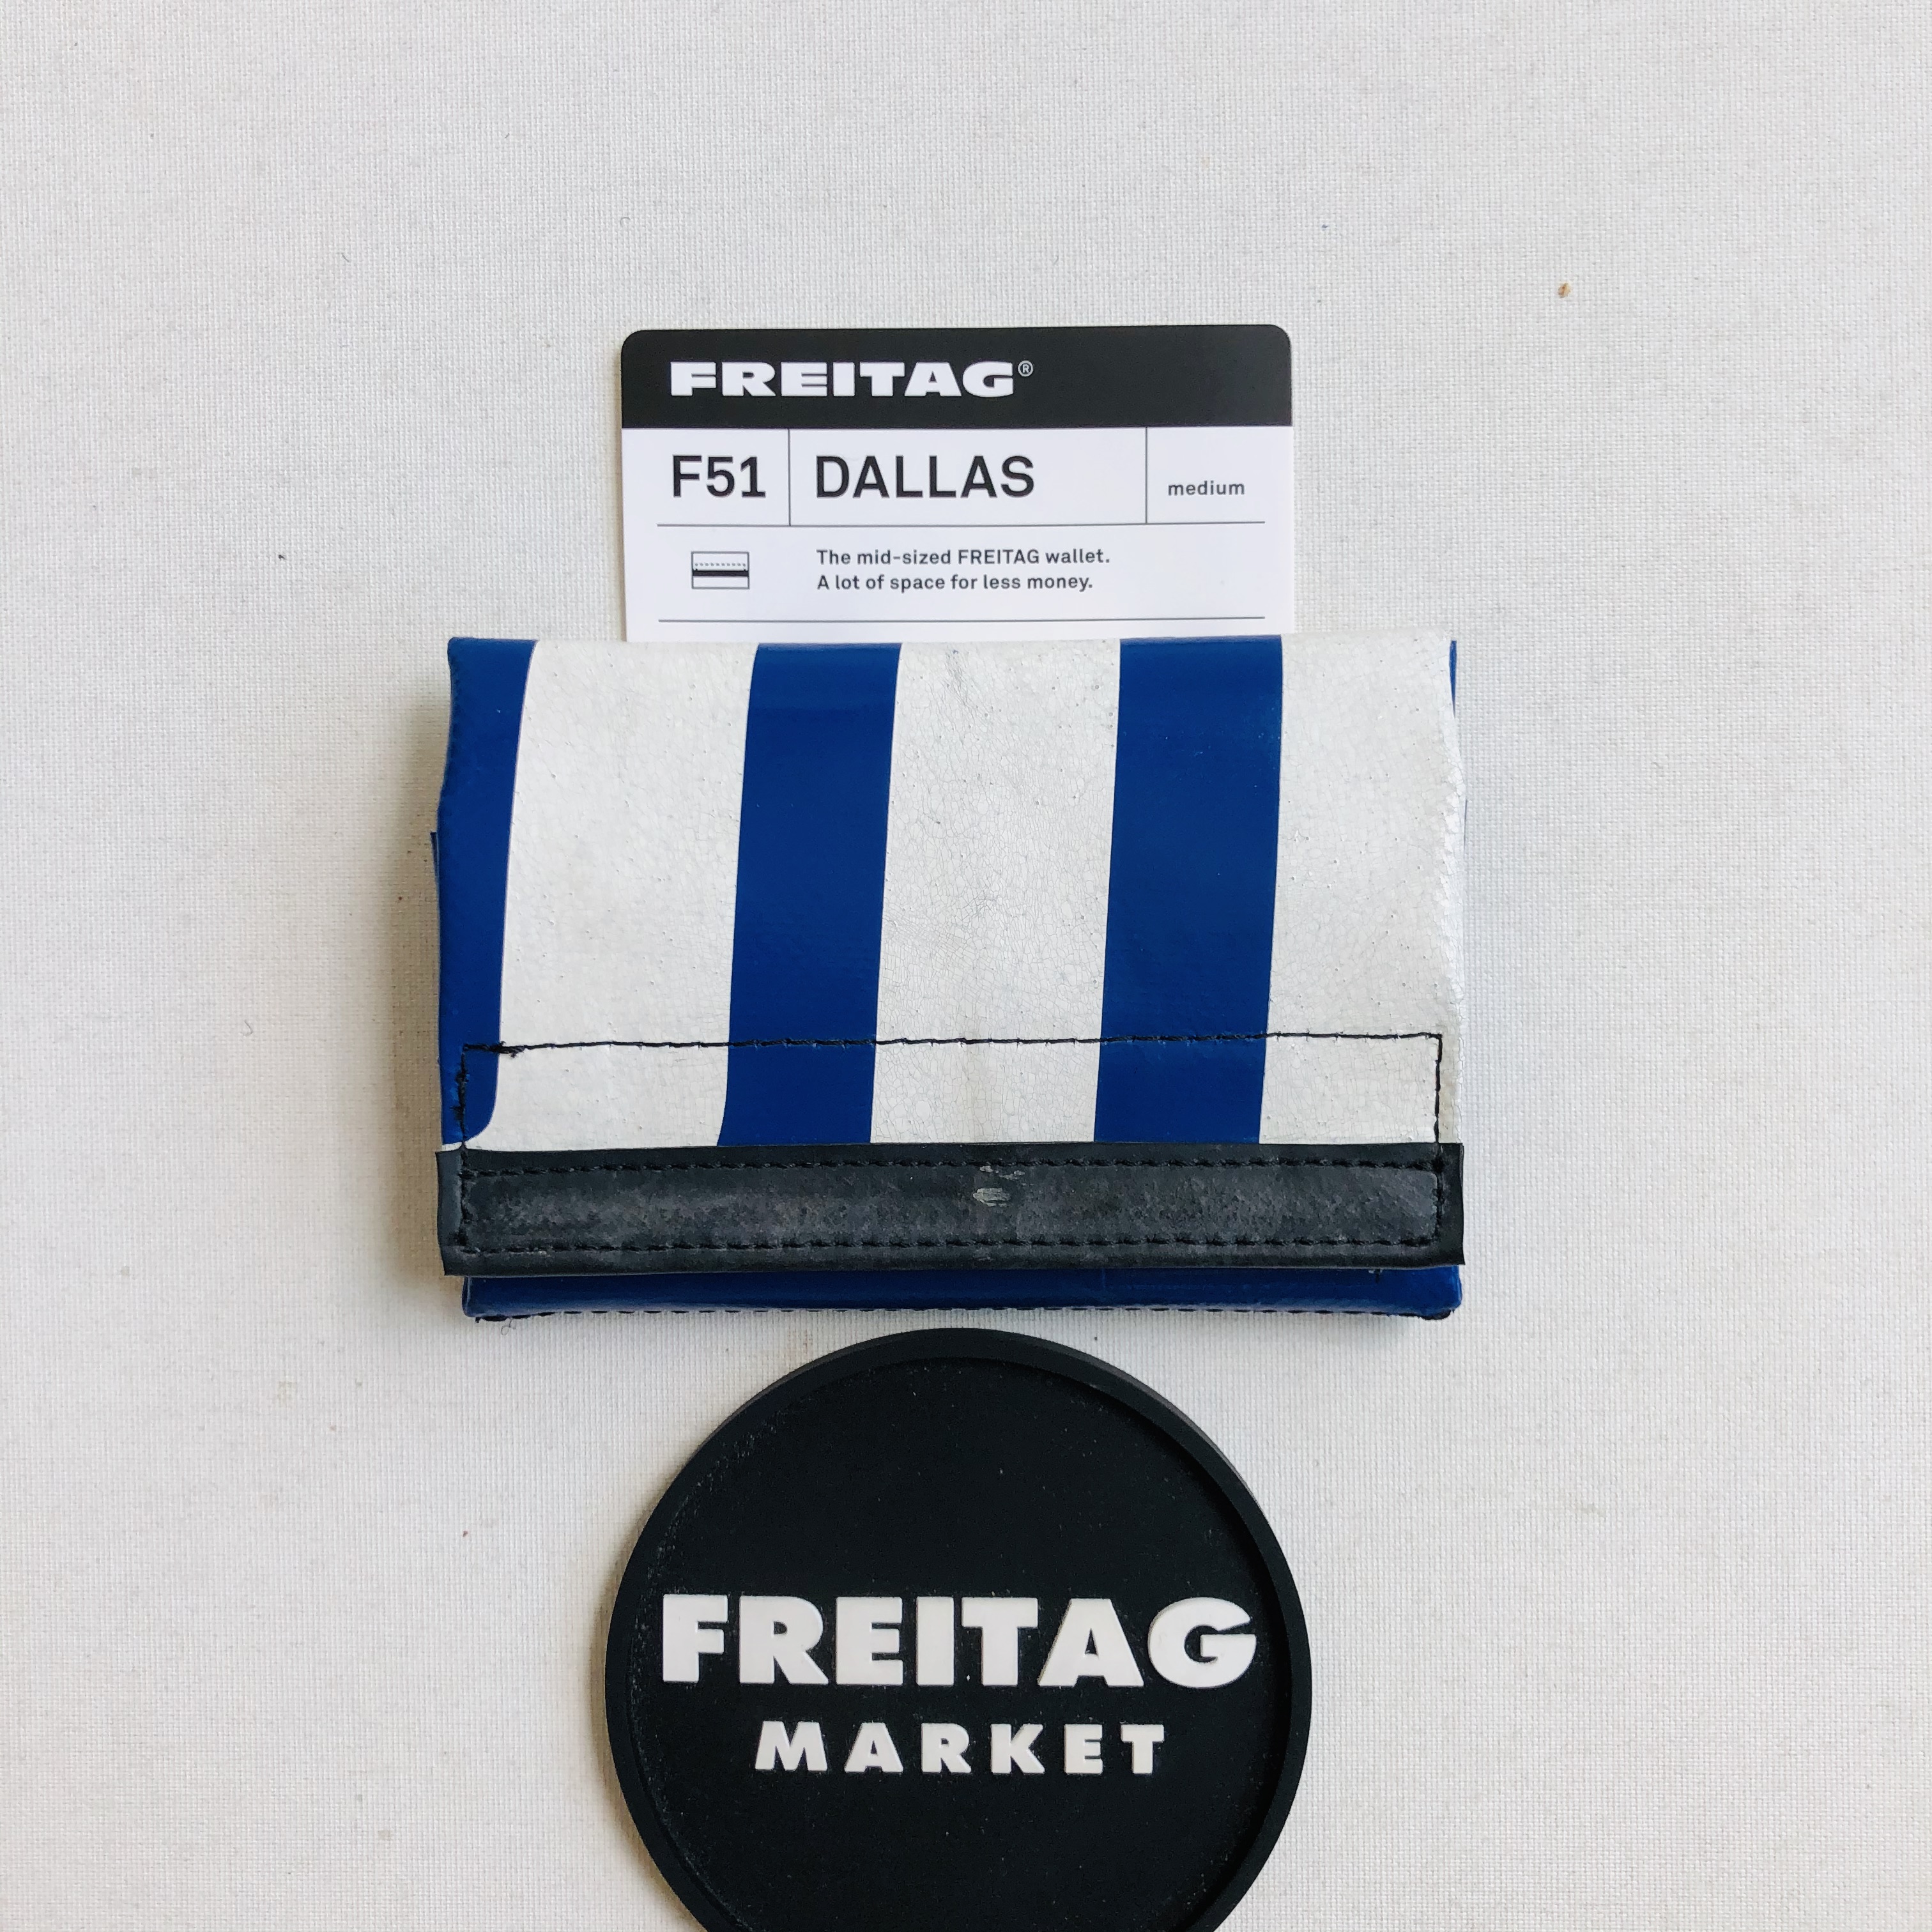 FREITAG®
F51 DALLAS medium
The mid-sized FREITAG wallet.
A lot of space for less money.
FREITAG
MARKET